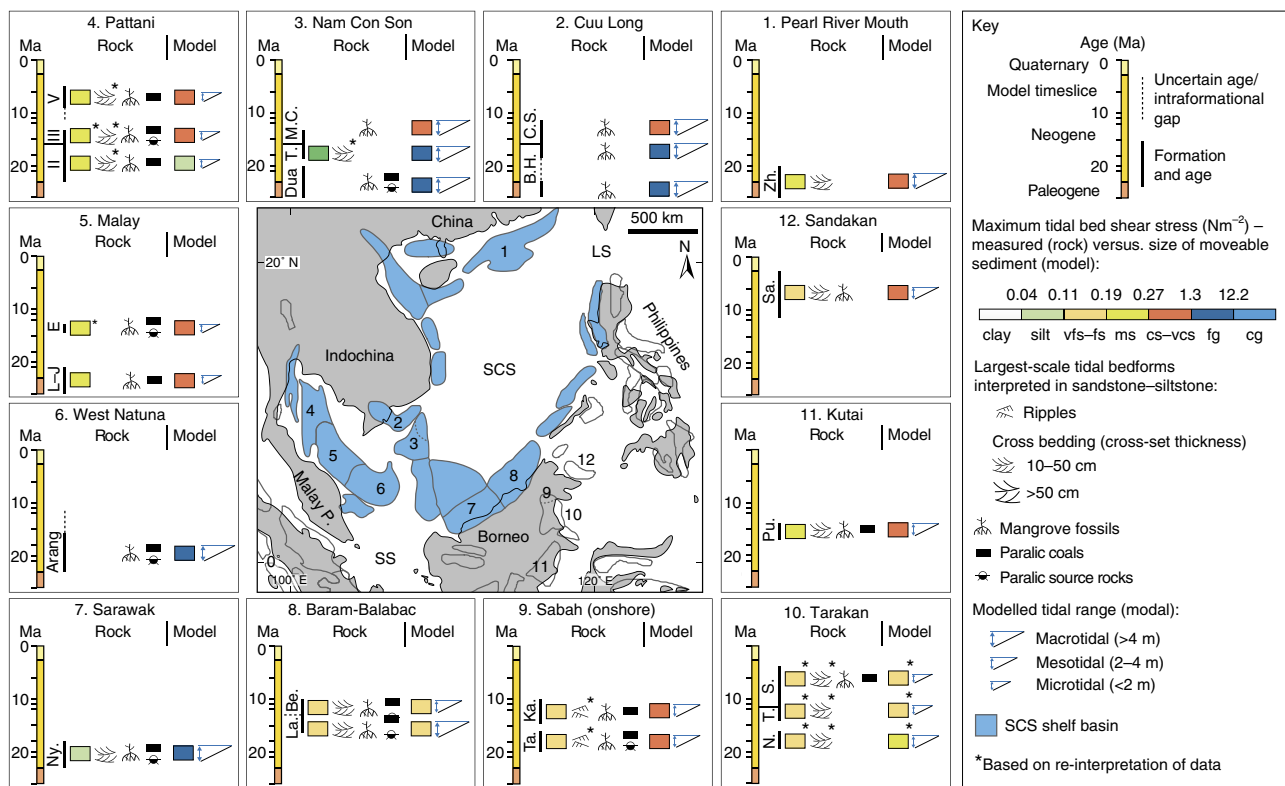 4. Pattani
Ma Rock Model
0
10
20
V
III
II
3. Nam Con Son
Ma Rock Model
0
10
20
M.C.
T.
Dua
2. Cuu Long
Ma Rock Model
0
10
20
C.S.
B.H.
1. Pearl River Mouth
Ma Rock Model
0
10
20
Zh.
5. Malay
Ma Rock Model
0
10
20
E
L–J
12. Sandakan
Ma Rock Model
0
10
20
Sa.
6. West Natuna
Ma Rock Model
0
10
20
Arang
11. Kutai
Ma Rock Model
0
10
20
Pu.
7. Sarawak
Ma Rock Model
0
10
20
Ny.
8. Baram-Balabac
Ma Rock Model
0
10
20
Be.
La.
9. Sabah (onshore)
Ma Rock Model
0
10
20
Ka.
Ta.
10. Tarakan
Ma Rock Model
0
10
20
S.
T.
N.
China
500 km
N
20° N
LS
1
Philippines
Indochina
SCS
4
2
3
5
6
7
8
12
9
10
11
Malay P.
Borneo
SS
0°
100° E
120° E
Key
Age (Ma)
Quaternary
0
Model timeslice
10
Neogene
20
Paleogene
Uncertain age/
intraformational
gap
Formation
and age
Maximum tidal bed shear stress (Nm⁻²) –
measured (rock) versus. size of moveable
sediment (model):
0.04 0.11 0.19 0.27 1.3 12.2
clay silt vfs–fs ms cs–vcs fg cg
Largest-scale tidal bedforms
interpreted in sandstone–siltstone:
Ripples
Cross bedding (cross-set thickness)
10–50 cm
>50 cm
Mangrove fossils
Paralic coals
Paralic source rocks
Modelled tidal range (modal):
Macrotidal (>4 m)
Mesotidal (2–4 m)
Microtidal (<2 m)
SCS shelf basin
*Based on re-interpretation of data